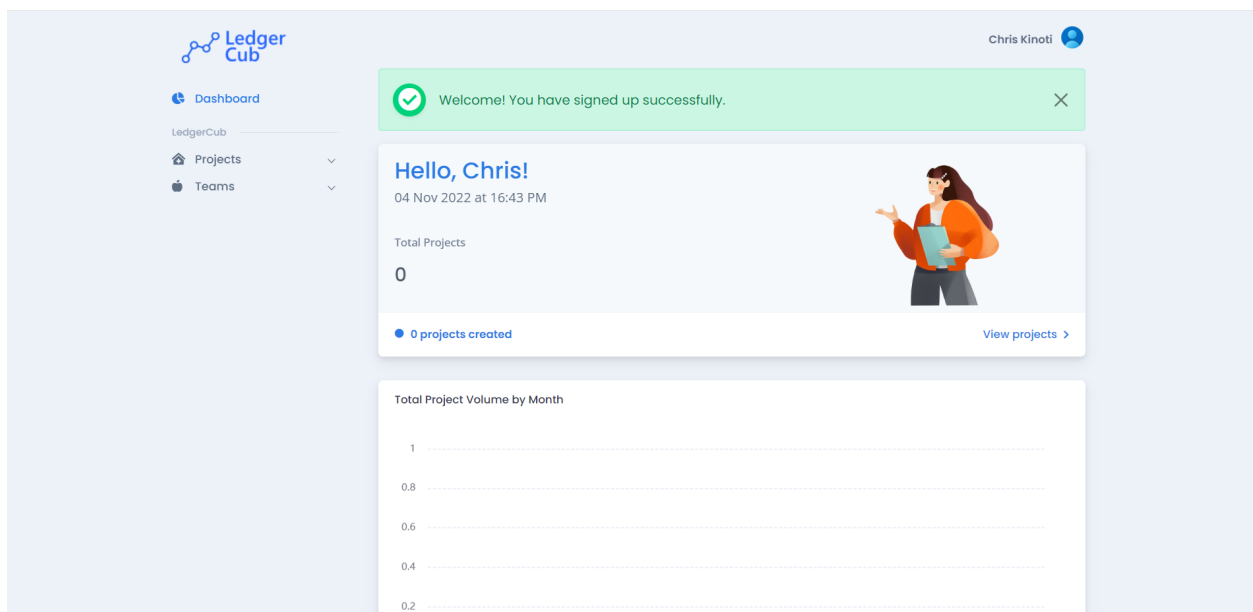 Ledger
Cub
Chris Kinoti
Dashboard
LedgerCub
Projects
Teams
Welcome! You have signed up successfully.
Hello, Chris!
04 Nov 2022 at 16:43 PM
Total Projects
0
0 projects created
View projects
Total Project Volume by Month
1
0.8
0.6
0.4
0.2